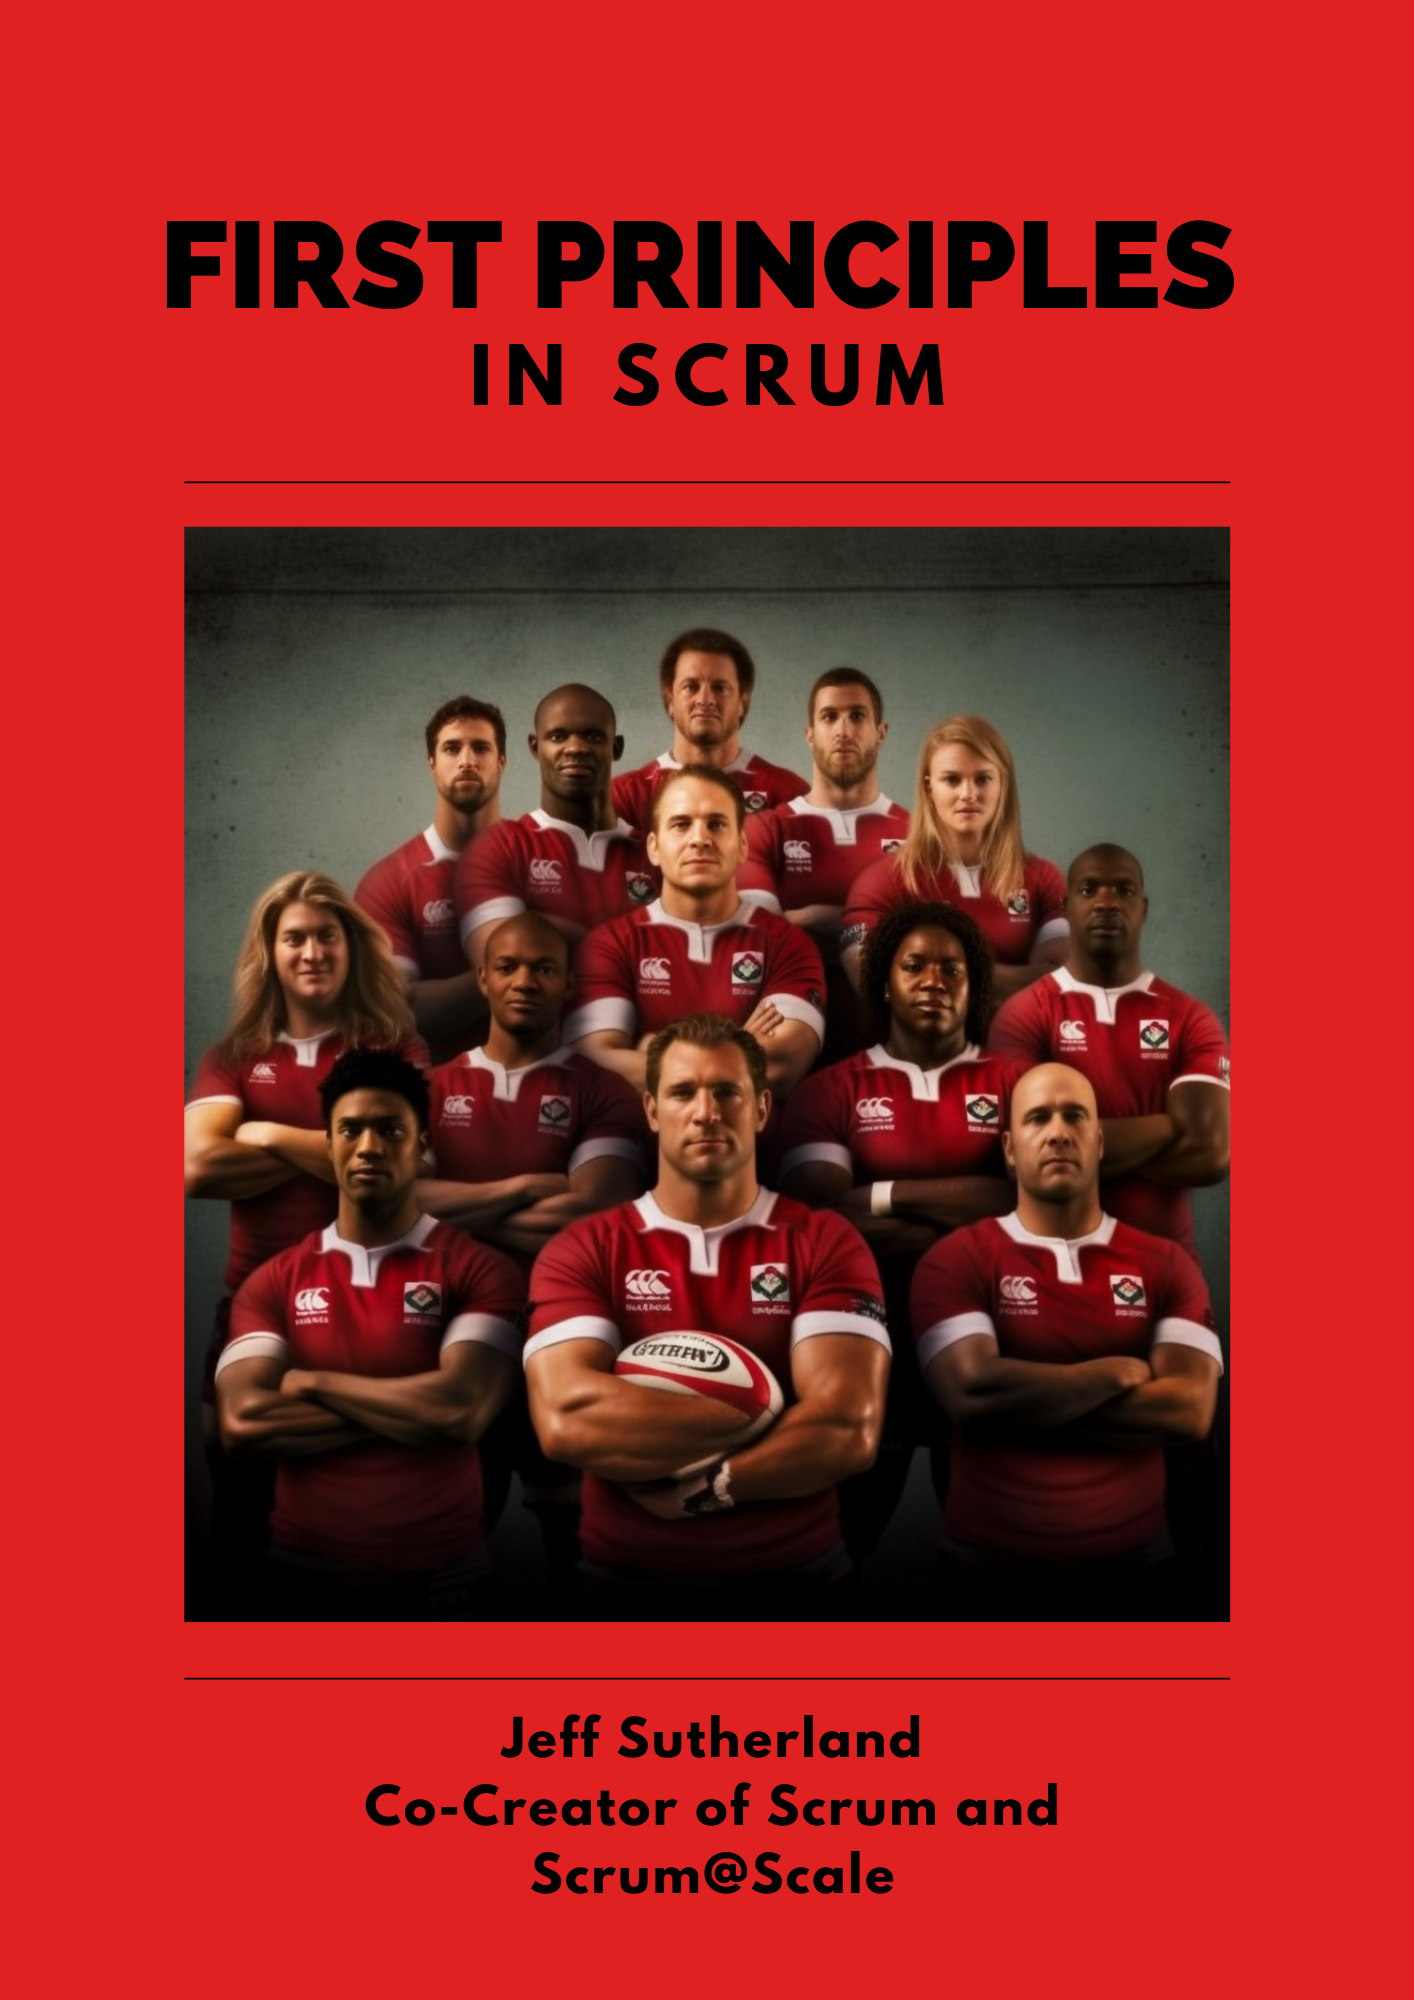 FIRST PRINCIPLES
IN SCRUM
Jeff Sutherland
Co-Creator of Scrum and
Scrum@Scale